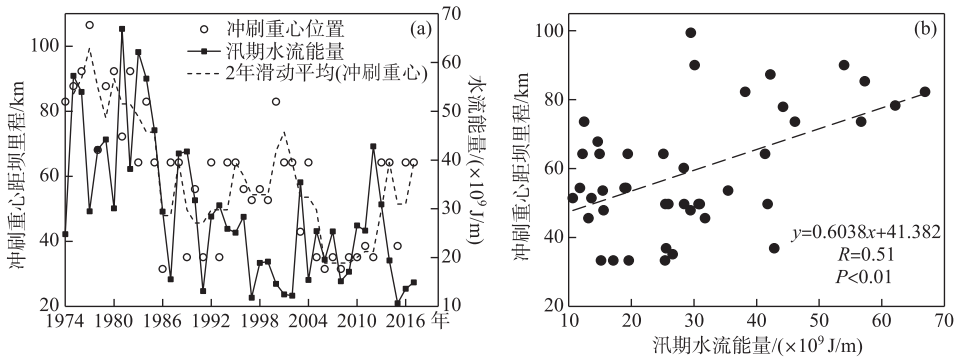 (a)
冲刷重心位置
汛期水流能量
2年滑动平均(冲刷重心)
冲刷重心距坝里程/km
100
80
60
40
20
水流能量/(×10⁹ J/m)
70
60
50
40
30
20
10
1974 1980 1986 1992 1998 2004 2010 2016 年
(b)
冲刷重心距坝里程/km
100
80
60
40
20
y=0.6038x+41.382
R=0.51
P<0.01
10 20 30 40 50 60 70
汛期水流能量/(×10⁹ J/m)